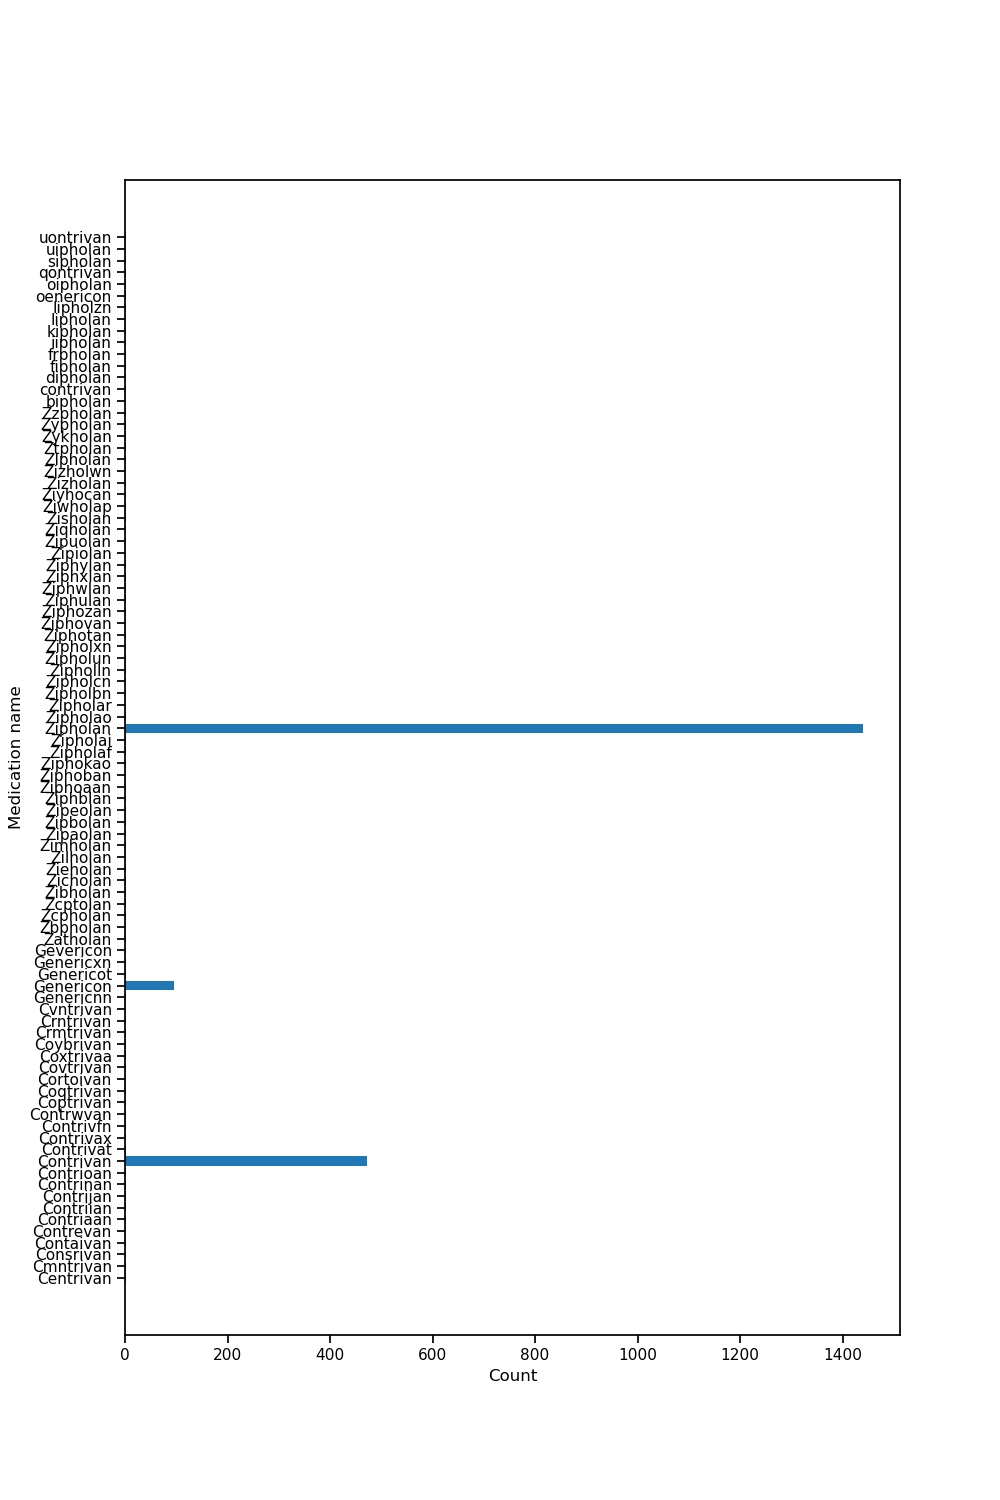 uontrivan
uipholan
sipholan
qontrivan
oipholan
oenericon
lipholzn
lipholan
kipholan
jipholan
frpholan
fipholan
dipholan
contrivan
bipholan
Zzpholan
Zypholan
Zykholan
Ztpholan
Zlpholan
Zizholwn
Zizholan
Ziyhocan
Ziwholap
Zisholan
Ziqholan
Zipuolan
Zipiolan
Ziphylan
Ziphxlan
Ziphwlan
Ziphulan
Ziphozan
Ziphovan
Ziphotan
Zipholxn
Zipholun
Ziphollh
Zipholcn
Zipholbn
Zipholar
Zipholao
Zipholan
Zipholaj
Zipholaf
Ziphokao
Ziphoban
Ziphoaan
Ziphblan
Zipeolan
Zipbolan
Zipaolan
Zimholan
Zilholan
Zieholan
Zicholan
Zibholan
Zcptolan
Zcpholan
Zbpholan
Zatholan
Gevericon
Genericxn
Genericot
Genericon
Genericnn
Cvntrivan
Crntrivan
Crmtrivan
Coybrivan
Coxtrivaa
Covtrivan
Cortoivan
Coqtrivan
Coptrivan
Contrwvan
Contrivfn
Contrivax
Contrivat
Contrivan
Contrioan
Contrinan
Contrijan
Contriian
Contriaan
Contrevan
Contaivan
Consrivan
Cmntrivan
Centrivan
Medication name
0 200 400 600 800 1000 1200 1400
Count